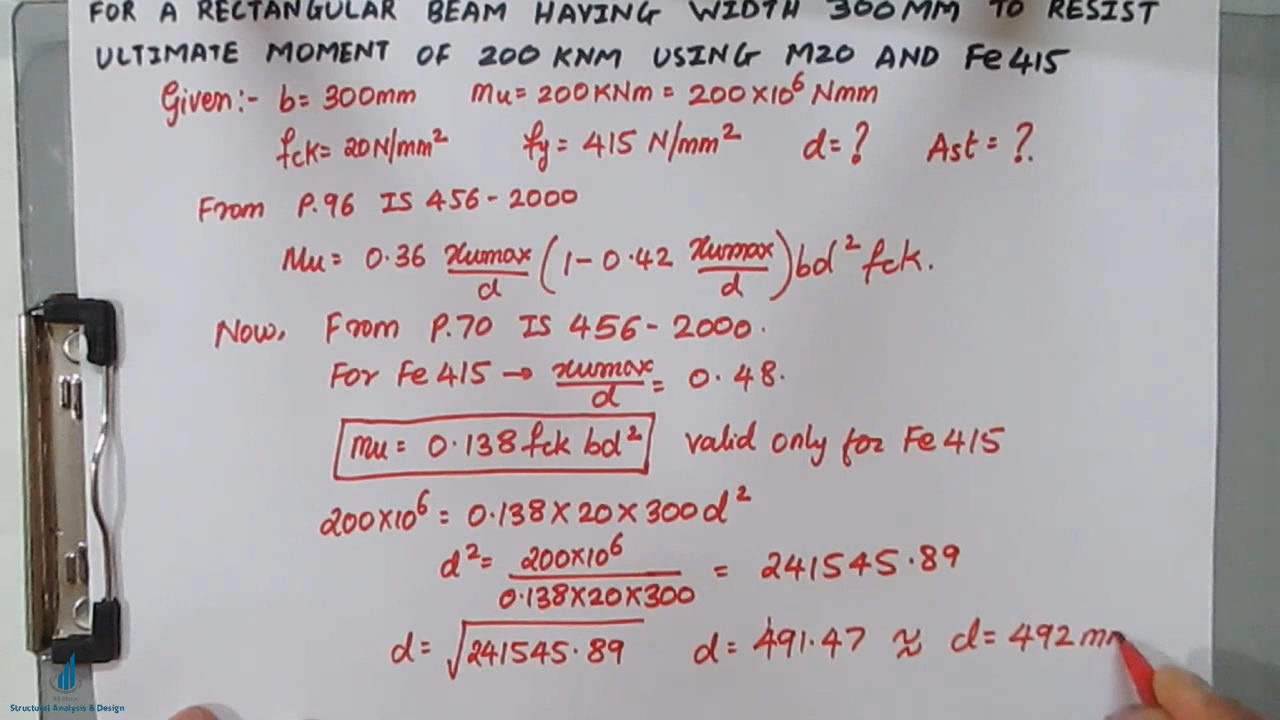 FOR A RECTANGULAR BEAM HAVING WIDTH 300MM TO RESIST
ULTIMATE MOMENT OF 200 KNM USING M20 AND Fe415
Given:- b= 300mm Mu= 200KNm = 200×10⁶ Nmm
fck= 20N/mm² fy= 415 N/mm² d=? Ast=?.
From P.96 IS 456-2000
Mu= 0.36 xumax/d (1-0.42 xumax/d) bd² fck.
Now, From P.70 IS 456-2000.
For Fe415 → xumax/d = 0.48.
mu= 0.138 fck bd² valid only for Fe415
200×10⁶ = 0.138×20×300d²
d² = 200×10⁶/0.138×20×300 = 241545.89
d= √241545.89 d= 491.47 ≈ d= 492mm
Structural Analysis & Design